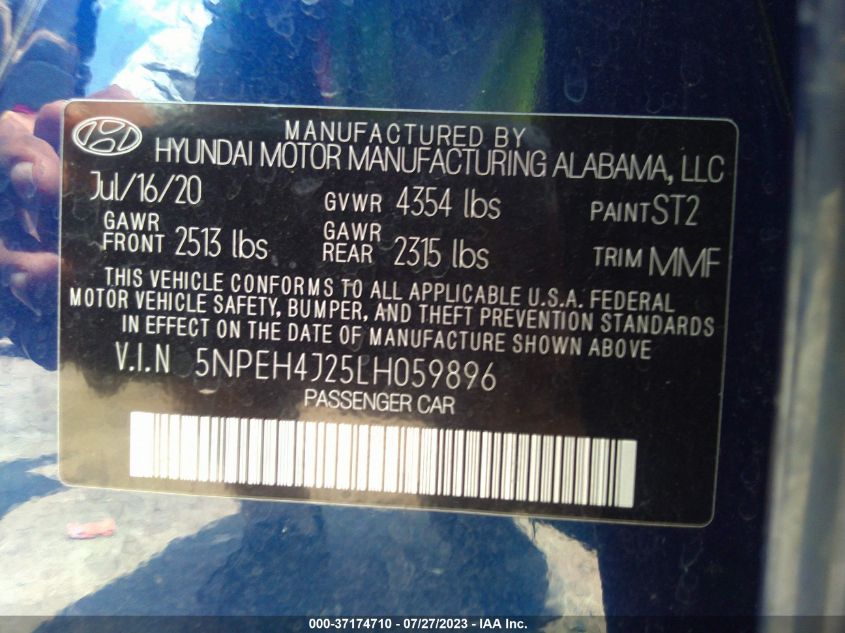 MANUFACTURED BY
HYUNDAI MOTOR MANUFACTURING ALABAMA, LLC
Jul/16/20 GVWR 4354 lbs PAINT ST2
GAWR FRONT 2513 lbs GAWR REAR 2315 lbs TRIM MMF
THIS VEHICLE CONFORMS TO ALL APPLICABLE U.S.A. FEDERAL
MOTOR VEHICLE SAFETY, BUMPER, AND THEFT PREVENTION STANDARDS
IN EFFECT ON THE DATE OF MANUFACTURE SHOWN ABOVE
V.I.N 5NPEH4J25LH059896
PASSENGER CAR
000-37174710 / 07/27/2023 - IAA Inc.